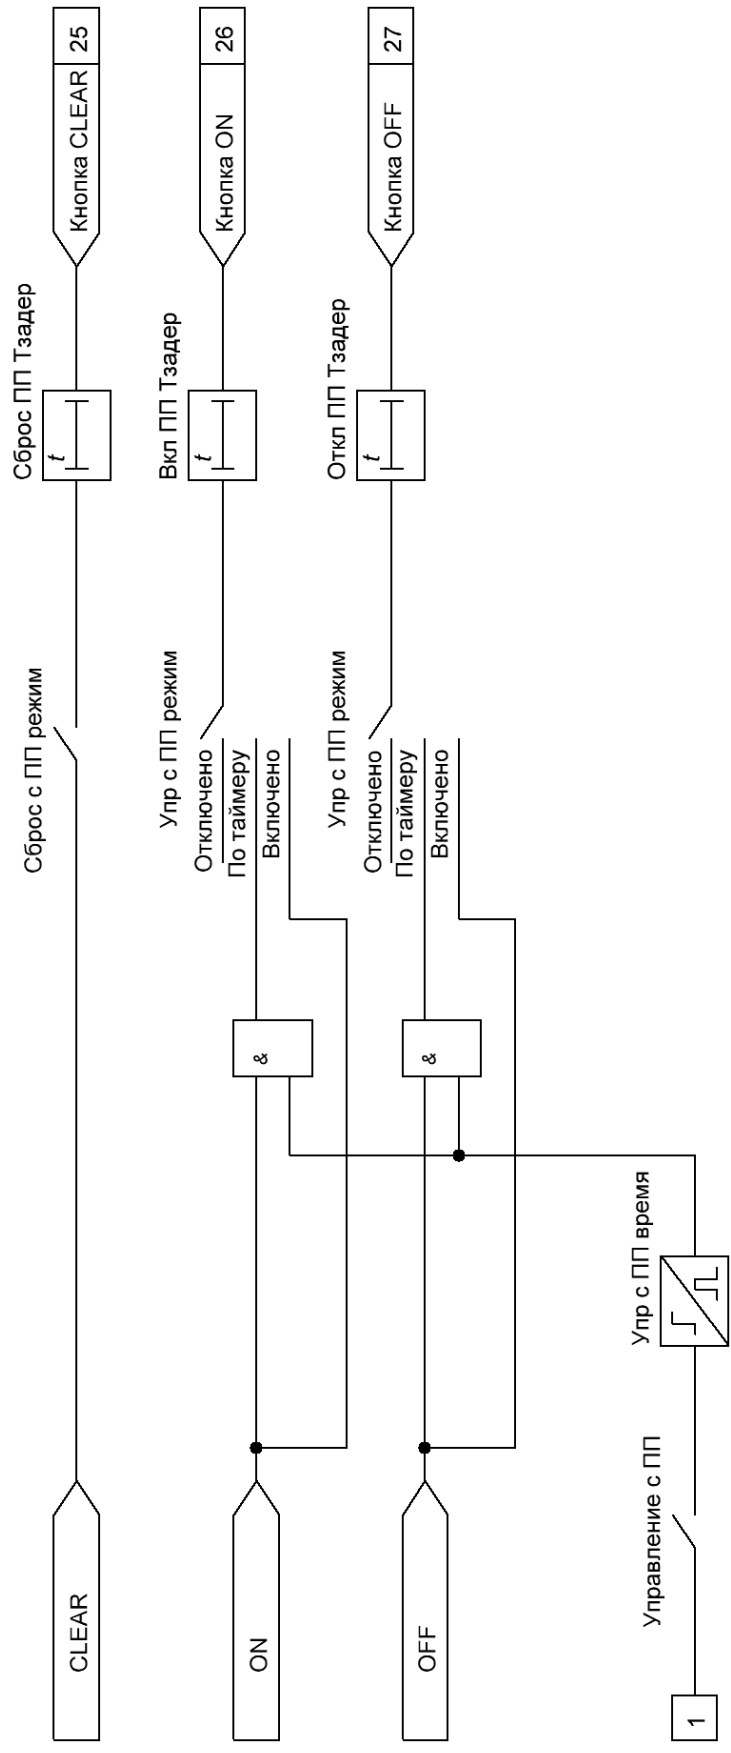 CLEAR
Сброс с ПП режим
Сброс ПП Тзадер
t
Кнопка CLEAR
25
ON
&
Упр с ПП режим
Отключено
По таймеру
Включено
Вкл ПП Тзадер
t
Кнопка ON
26
OFF
&
Упр с ПП режим
Отключено
По таймеру
Включено
Откл ПП Тзадер
t
Кнопка OFF
27
1
Управление с ПП
Упр с ПП время